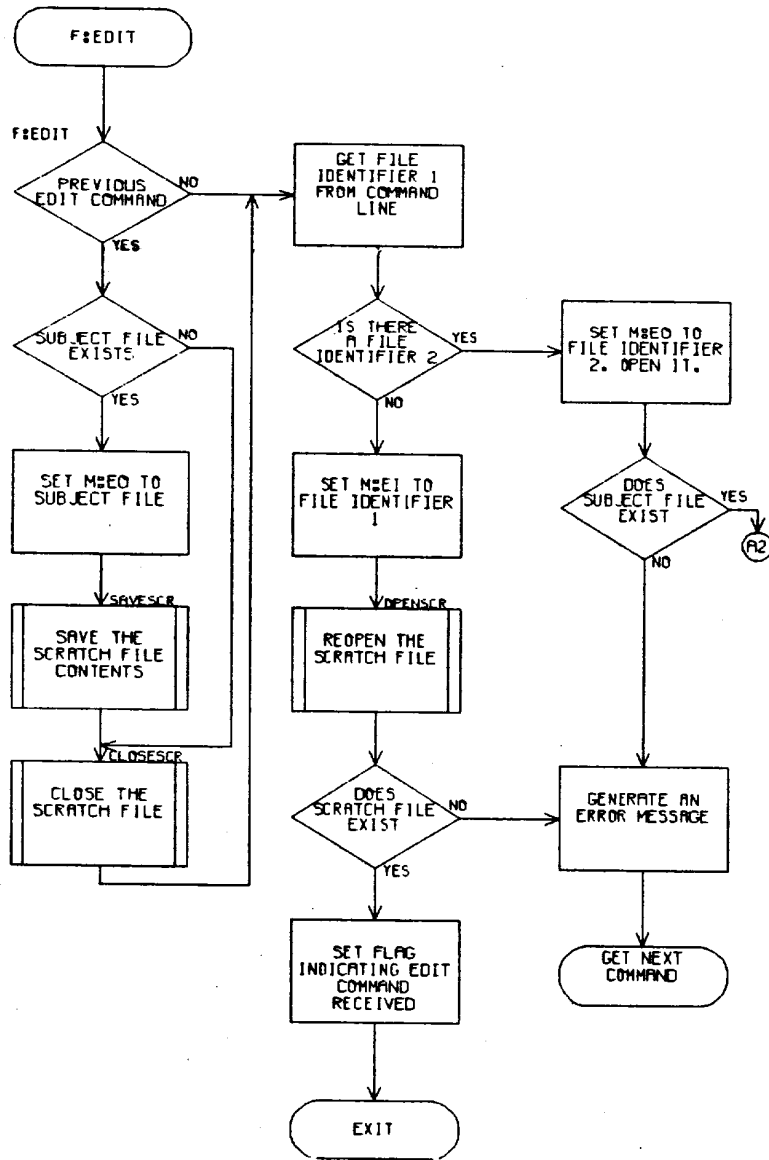 F:EDIT
F:EDIT
PREVIOUS
EDIT COMMAND
NO
YES
SUBJECT FILE
EXISTS
NO
YES
SET M:EO TO
SUBJECT FILE
SAVESCR
SAVE THE
SCRATCH FILE
CONTENTS
CLOSESCR
CLOSE THE
SCRATCH FILE
GET FILE
IDENTIFIER 1
FROM COMMAND
LINE
IS THERE
A FILE
IDENTIFIER 2
YES
NO
SET M:EI TO
FILE IDENTIFIER
1
OPENSCR
REOPEN THE
SCRATCH FILE
DOES
SCRATCH FILE
EXIST
NO
YES
SET FLAG
INDICATING EDIT
COMMAND
RECEIVED
EXIT
SET M:EO TO
FILE IDENTIFIER
2. OPEN IT.
DOES
SUBJECT FILE
EXIST
YES
A2
NO
GENERATE AN
ERROR MESSAGE
GET NEXT
COMMAND